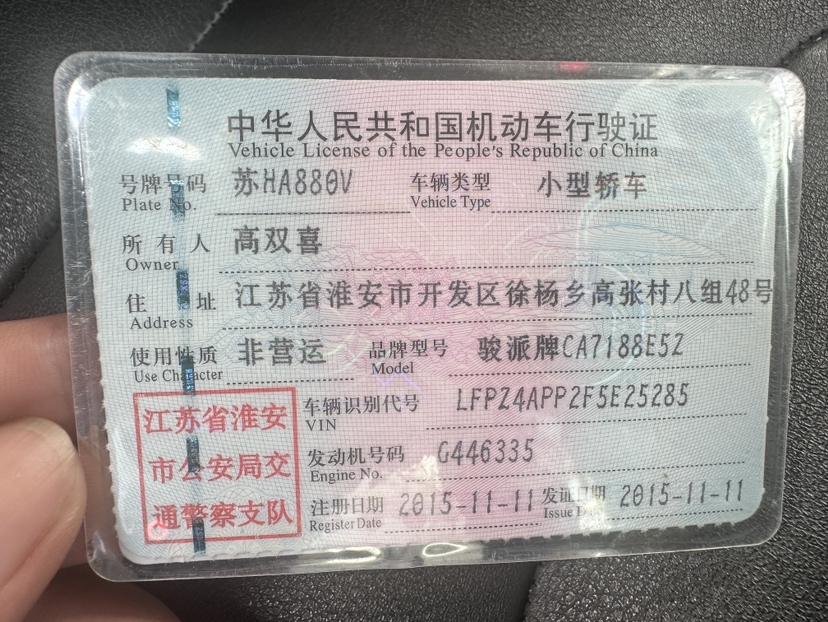 中华人民共和国机动车行驶证
Vehicle License of the People's Republic of China
号牌号码 苏HA880V 车辆类型 小型轿车
Plate No. Vehicle Type
所有人 高双喜
Owner
住址 江苏省淮安市开发区徐杨乡高张村八组48号
Address
使用性质 非营运 品牌型号 骏派牌CA7188E5Z
Use Character Model
江苏省淮安
市公安局交
通警察支队
车辆识别代号 LFPZ4APP2F5E25285
VIN
发动机号码 G446335
Engine No.
注册日期 2015-11-11 发证日期 2015-11-11
Register Date Issue Date